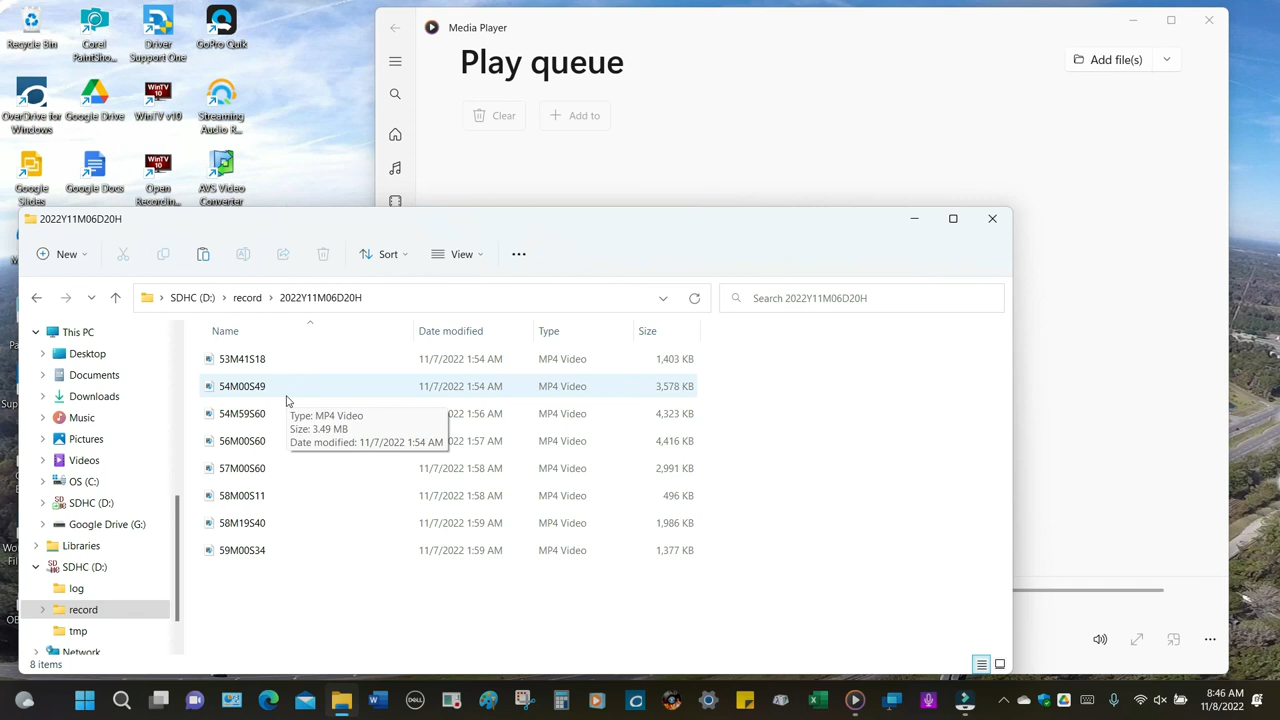 Recycle Bin
Corel PaintSho...
Driver Support One
GoPro Quik
OverDrive for Windows
Google Drive
WinTV v10
Streaming Audio R...
Google Slides
Google Docs
Open Recordin...
AVS Video Converter
Media Player
Play queue
Add file(s)
Clear
Add to
2022Y11M06D20H
New
Sort
View
SDHC (D:) > record > 2022Y11M06D20H
Search 2022Y11M06D20H
Name Date modified Type Size
53M41S18 11/7/2022 1:54 AM MP4 Video 1,403 KB
54M00S49 11/7/2022 1:54 AM MP4 Video 3,578 KB
54M59S60 022 1:56 AM MP4 Video 4,323 KB
56M00S60 022 1:57 AM MP4 Video 4,416 KB
57M00S60 11/7/2022 1:58 AM MP4 Video 2,991 KB
58M00S11 11/7/2022 1:58 AM MP4 Video 496 KB
58M19S40 11/7/2022 1:59 AM MP4 Video 1,986 KB
59M00S34 11/7/2022 1:59 AM MP4 Video 1,377 KB
Type: MP4 Video
Size: 3.49 MB
Date modified: 11/7/2022 1:54 AM
This PC
Desktop
Documents
Downloads
Music
Pictures
Videos
OS (C:)
SDHC (D:)
Google Drive (G:)
Libraries
SDHC (D:)
log
record
tmp
Network
8 items
8:46 AM
11/8/2022